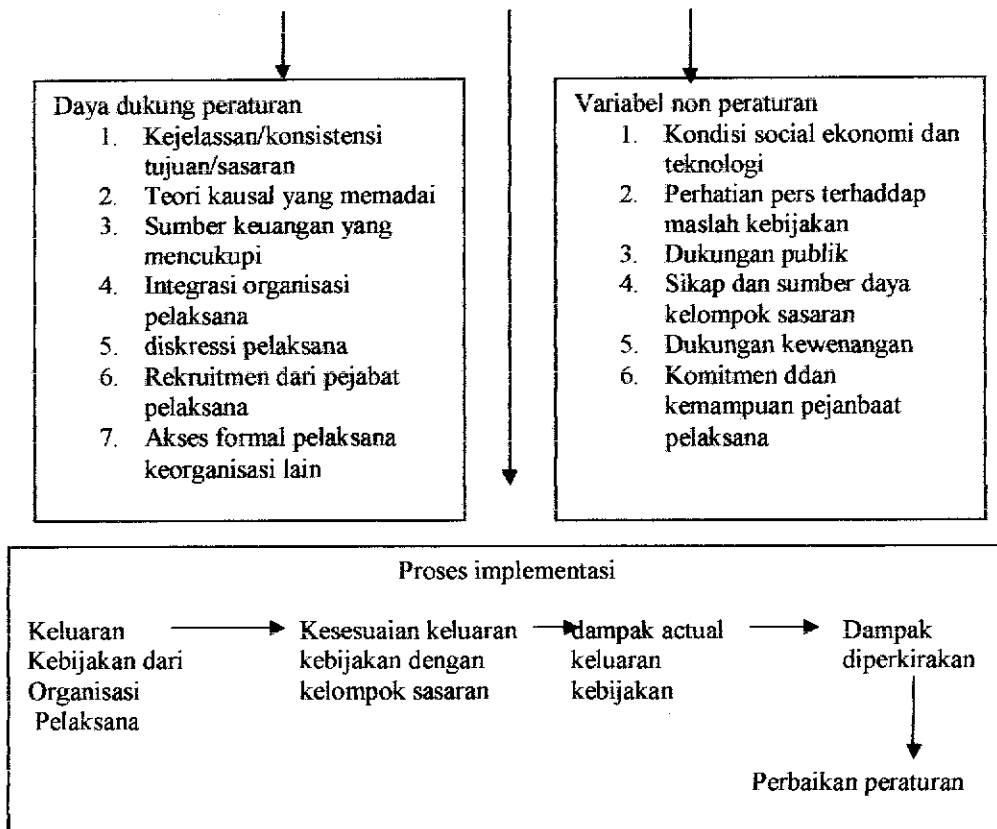 Daya dukung peraturan
1. Kejelassan/konsistensi
tujuan/sasaran
2. Teori kausal yang memadai
3. Sumber keuangan yang
mencukupi
4. Integrasi organisasi
pelaksana
5. diskressi pelaksana
6. Rekruitmen dari pejabat
pelaksana
7. Akses formal pelaksana
keorganisasi lain
Variabel non peraturan
1. Kondisi social ekonomi dan
teknologi
2. Perhatian pers terhaddap
maslah kebijakan
3. Dukungan publik
4. Sikap dan sumber daya
kelompok sasaran
5. Dukungan kewenangan
6. Komitmen ddan
kemampuan pejanbaat
pelaksana
Proses implementasi
Keluaran
Kebijakan dari
Organisasi
Pelaksana
Kesesuaian keluaran
kebijakan dengan
kelompok sasaran
dampak actual
keluaran
kebijakan
Dampak
diperkirakan
Perbaikan peraturan